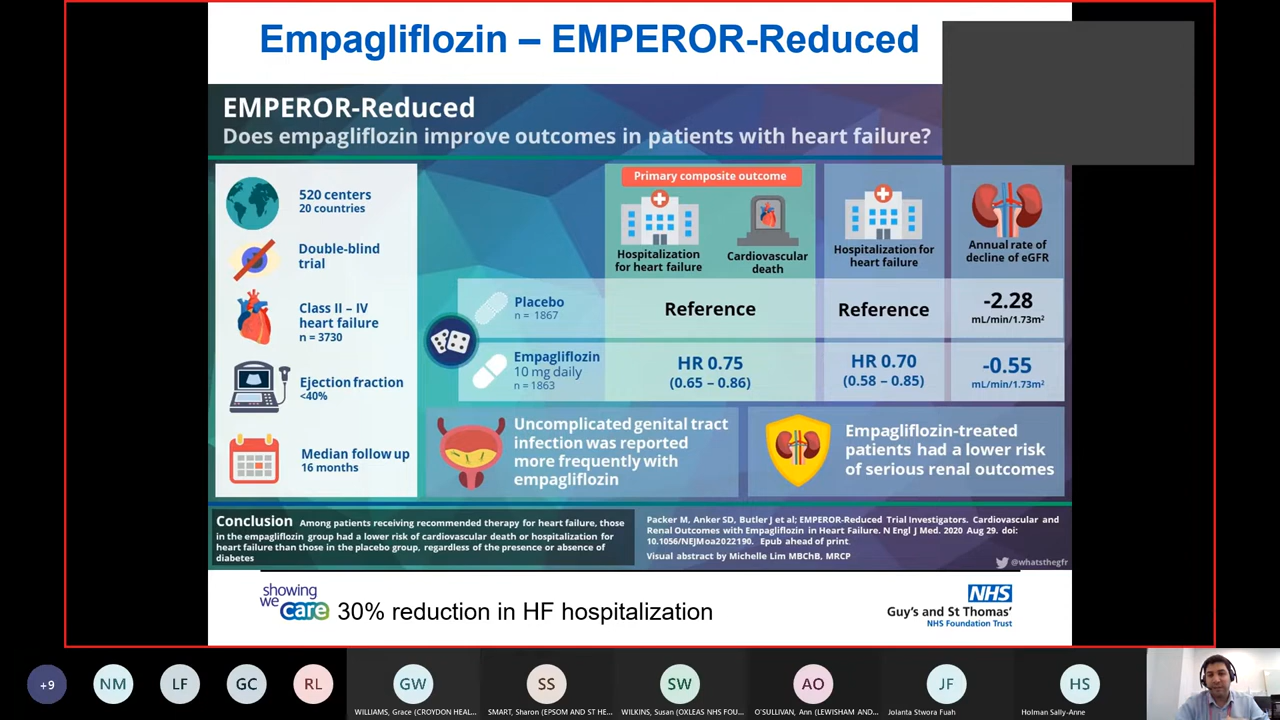 Empagliflozin – EMPEROR-Reduced
EMPEROR-Reduced
Does empagliflozin improve outcomes in patients with heart failure?
520 centers
20 countries
Double-blind
trial
Class II – IV
heart failure
n = 3730
Ejection fraction
<40%
Median follow up
16 months
Primary composite outcome
Hospitalization
for heart failure
Cardiovascular
death
Hospitalization for
heart failure
Annual rate of
decline of eGFR
Placebo
n = 1867
Reference
Reference
-2.28
mL/min/1.73m²
Empagliflozin
10 mg daily
n = 1863
HR 0.75
(0.65 – 0.86)
HR 0.70
(0.58 – 0.85)
-0.55
mL/min/1.73m²
Uncomplicated genital tract
infection was reported
more frequently with
empagliflozin
Empagliflozin-treated
patients had a lower risk
of serious renal outcomes
Conclusion Among patients receiving recommended therapy for heart failure, those
in the empagliflozin group had a lower risk of cardiovascular death or hospitalization for
heart failure than those in the placebo group, regardless of the presence or absence of
diabetes
Packer M, Anker SD, Butler J et al; EMPEROR-Reduced Trial Investigators. Cardiovascular and
Renal Outcomes with Empagliflozin in Heart Failure. N Engl J Med. 2020 Aug 29. doi:
10.1056/NEJMoa2022190. Epub ahead of print.
Visual abstract by Michelle Lim MBChB, MRCP
@whatsthegfr
showing
we
care
30% reduction in HF hospitalization
NHS
Guy's and St Thomas'
NHS Foundation Trust
+9
NM
LF
GC
RL
GW
SS
SW
AO
JF
HS
WILLIAMS, Grace (CROYDON HEAL...
SMART, Sharon (EPSOM AND ST HE...
WILKINS, Susan (OXLEAS NHS FOU...
O'SULLIVAN, Ann (LEWISHAM AND...
Jolanta Stwora Fuah
Holman Sally-Anne